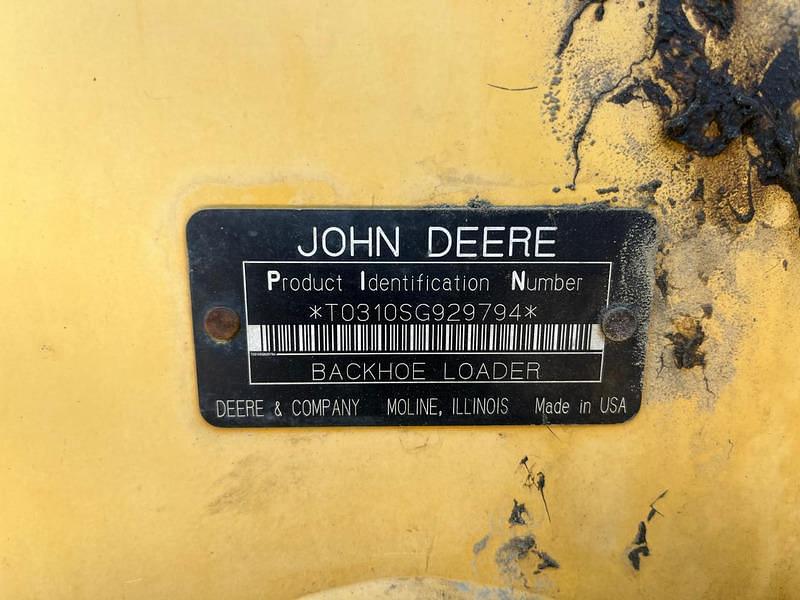 JOHN DEERE
Product Identification Number
*T0310SG929794*
BACKHOE LOADER
DEERE & COMPANY MOLINE, ILLINOIS Made in USA